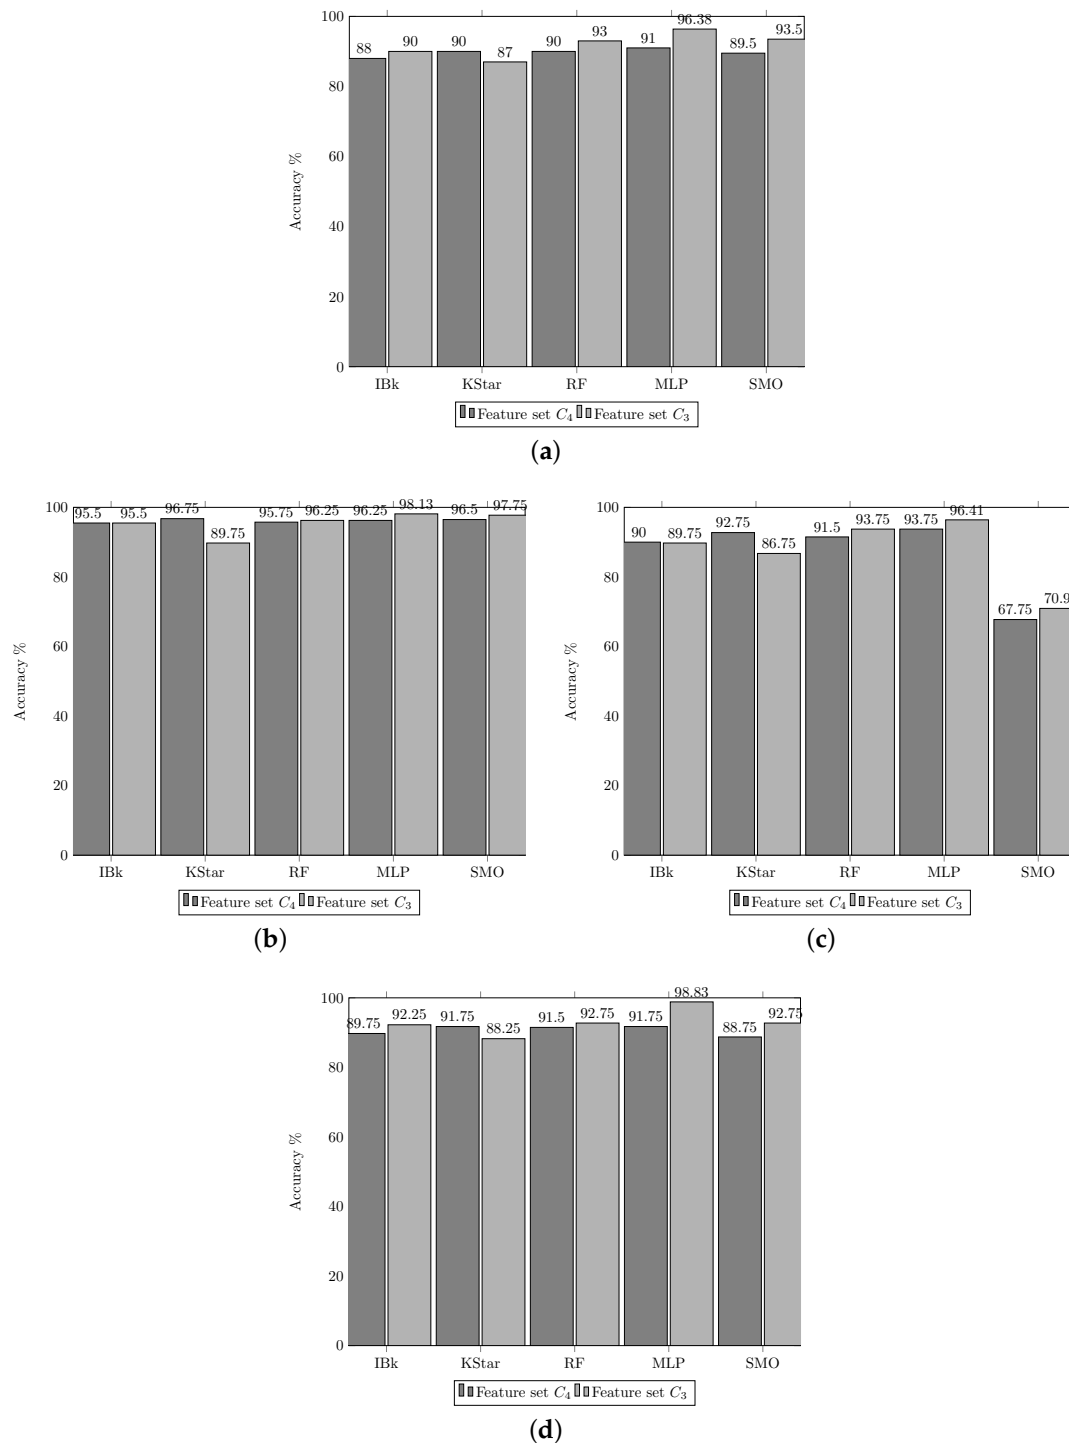 100
80
60
40
20
0
Accuracy %
88 90 90 87 90 93 91 96.38 89.5 93.5
IBk KStar RF MLP SMO
Feature set C4 Feature set C3
(a)
100
80
60
40
20
0
Accuracy %
95.5 95.5 96.75 89.75 95.75 96.25 96.25 98.13 96.5 97.75
IBk KStar RF MLP SMO
Feature set C4 Feature set C3
(b)
100
80
60
40
20
0
Accuracy %
90 89.75 92.75 86.75 91.5 93.75 93.75 96.41 67.75 70.9
IBk KStar RF MLP SMO
Feature set C4 Feature set C3
(c)
100
80
60
40
20
0
Accuracy %
89.75 92.25 91.75 88.25 91.5 92.75 91.75 98.83 88.75 92.75
IBk KStar RF MLP SMO
Feature set C4 Feature set C3
(d)